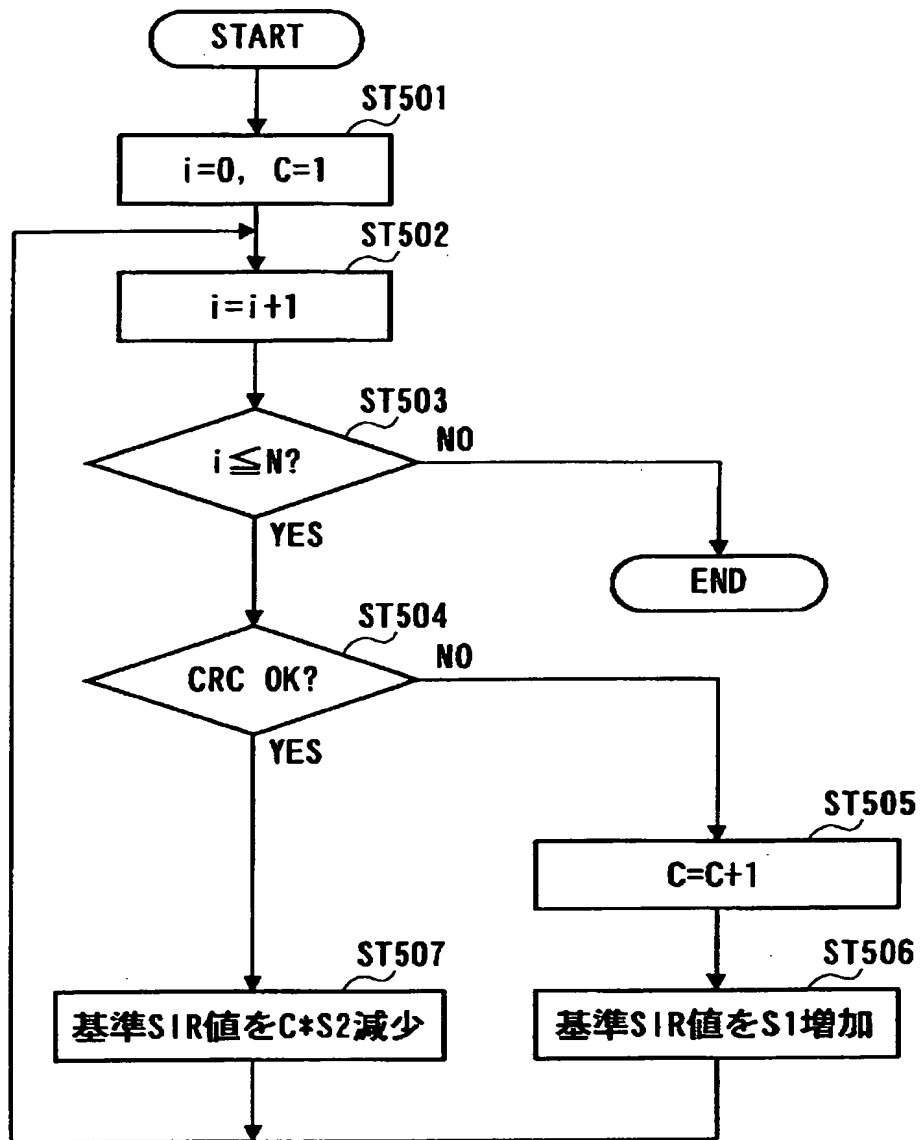 START
ST501
i=0, C=1
ST502
i=i+1
ST503
i≦N?
NO
YES
END
ST504
CRC OK?
NO
YES
ST505
C=C+1
ST507
基準SIR値をC*S2減少
ST506
基準SIR値をS1増加